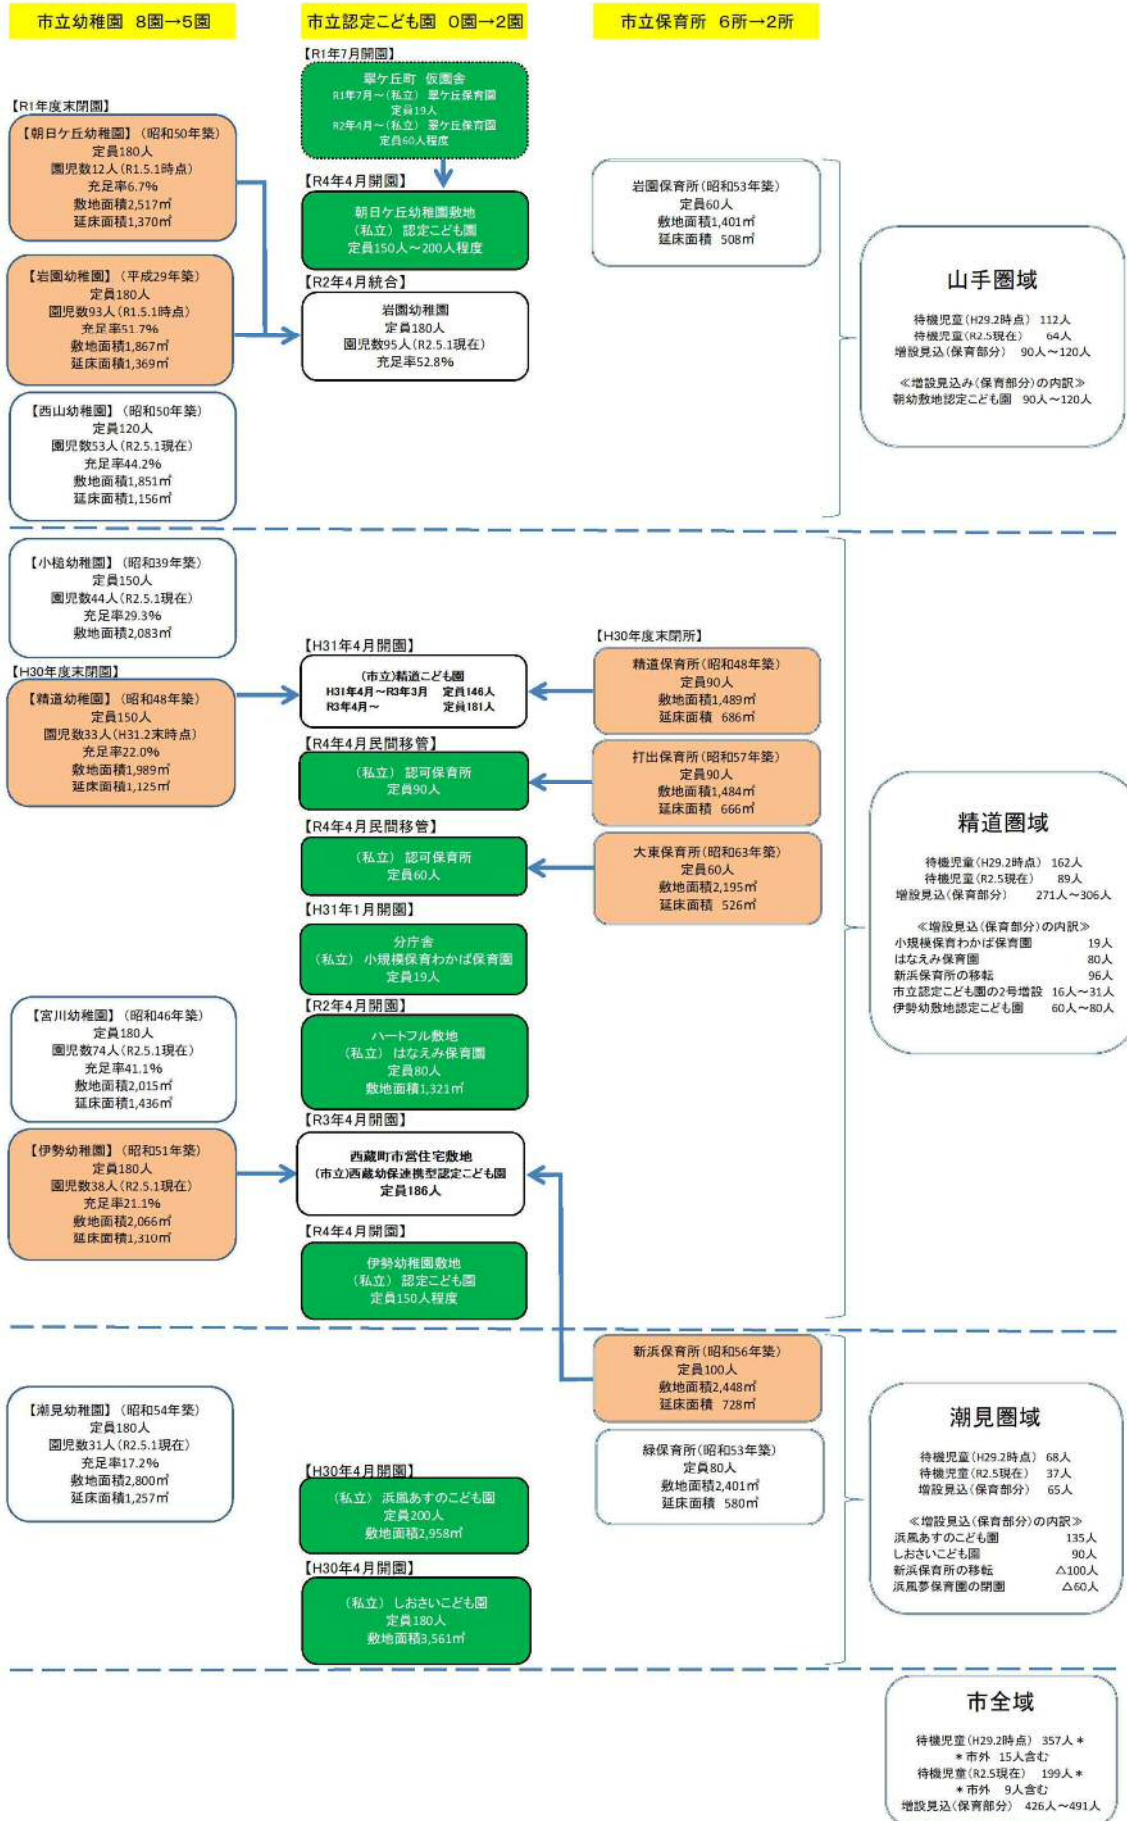 市立幼稚園 8園→5園
市立認定こども園 0園→2園
市立保育所 6所→2所
【R1年度末閉園】
【朝日ケ丘幼稚園】(昭和50年築)
定員180人
園児数12人(R1.5.1時点)
充足率6.7%
敷地面積2,517㎡
延床面積1,370㎡
【岩園幼稚園】(平成29年築)
定員180人
園児数93人(R1.5.1時点)
充足率51.7%
敷地面積1,867㎡
延床面積1,369㎡
【西山幼稚園】(昭和50年築)
定員120人
園児数53人(R2.5.1現在)
充足率44.2%
敷地面積1,851㎡
延床面積1,156㎡
【R1年7月開園】
翠ケ丘町 仮園舎
R1年7月～(私立) 翠ケ丘保育園
定員19人
R2年4月～(私立) 翠ケ丘保育園
定員60人程度
【R4年4月開園】
朝日ケ丘幼稚園敷地
(私立) 認定こども園
定員150人～200人程度
【R2年4月統合】
岩園幼稚園
定員180人
園児数95人(R2.5.1現在)
充足率52.8%
岩園保育所(昭和53年築)
定員60人
敷地面積1,401㎡
延床面積 508㎡
山手圏域
待機児童(H29.2時点) 112人
待機児童(R2.5現在) 64人
増設見込(保育部分) 90人～120人
≪増設見込み(保育部分)の内訳≫
朝幼敷地認定こども園 90人～120人
【小槌幼稚園】(昭和39年築)
定員150人
園児数44人(R2.5.1現在)
充足率29.3%
敷地面積2,083㎡
【H30年度末閉園】
【精道幼稚園】(昭和48年築)
定員150人
園児数33人(H31.2末時点)
充足率22.0%
敷地面積1,989㎡
延床面積1,125㎡
【宮川幼稚園】(昭和46年築)
定員180人
園児数74人(R2.5.1現在)
充足率41.1%
敷地面積2,015㎡
延床面積1,436㎡
【伊勢幼稚園】(昭和51年築)
定員180人
園児数38人(R2.5.1現在)
充足率21.1%
敷地面積2,066㎡
延床面積1,310㎡
【H31年4月開園】
(市立)精道こども園
H31年4月～R3年3月 定員146人
R3年4月～ 定員181人
【R4年4月民間移管】
(私立) 認可保育所
定員90人
【R4年4月民間移管】
(私立) 認可保育所
定員60人
【H31年1月開園】
分庁舎
(私立) 小規模保育わかば保育園
定員19人
【R2年4月開園】
ハートフル敷地
(私立) はなえみ保育園
定員80人
敷地面積1,321㎡
【R3年4月開園】
西蔵町市営住宅敷地
(市立)西蔵幼保連携型認定こども園
定員186人
【R4年4月開園】
伊勢幼稚園敷地
(私立) 認定こども園
定員150人程度
【H30年度末閉所】
精道保育所(昭和48年築)
定員90人
敷地面積1,489㎡
延床面積 686㎡
打出保育所(昭和57年築)
定員90人
敷地面積1,484㎡
延床面積 666㎡
大東保育所(昭和63年築)
定員60人
敷地面積2,195㎡
延床面積 526㎡
精道圏域
待機児童(H29.2時点) 162人
待機児童(R2.5現在) 89人
増設見込(保育部分) 271人～306人
≪増設見込(保育部分)の内訳≫
小規模保育わかば保育園 19人
はなえみ保育園 80人
新浜保育所の移転 96人
市立認定こども園の2号増設 16人～31人
伊勢幼敷地認定こども園 60人～80人
【潮見幼稚園】(昭和54年築)
定員180人
園児数31人(R2.5.1現在)
充足率17.2%
敷地面積2,800㎡
延床面積1,257㎡
【H30年4月開園】
(私立) 浜風あすのこども園
定員200人
敷地面積2,958㎡
【H30年4月開園】
(私立) しおさいこども園
定員180人
敷地面積3,561㎡
新浜保育所(昭和56年築)
定員100人
敷地面積2,448㎡
延床面積 728㎡
緑保育所(昭和53年築)
定員80人
敷地面積2,401㎡
延床面積 580㎡
潮見圏域
待機児童(H29.2時点) 68人
待機児童(R2.5現在) 37人
増設見込(保育部分) 65人
≪増設見込(保育部分)の内訳≫
浜風あすのこども園 135人
しおさいこども園 90人
新浜保育所の移転 △100人
浜風夢保育園の閉園 △60人
市全域
待機児童(H29.2時点) 357人*
*市外 15人含む
待機児童(R2.5現在) 199人*
*市外 9人含む
増設見込(保育部分) 426人～491人